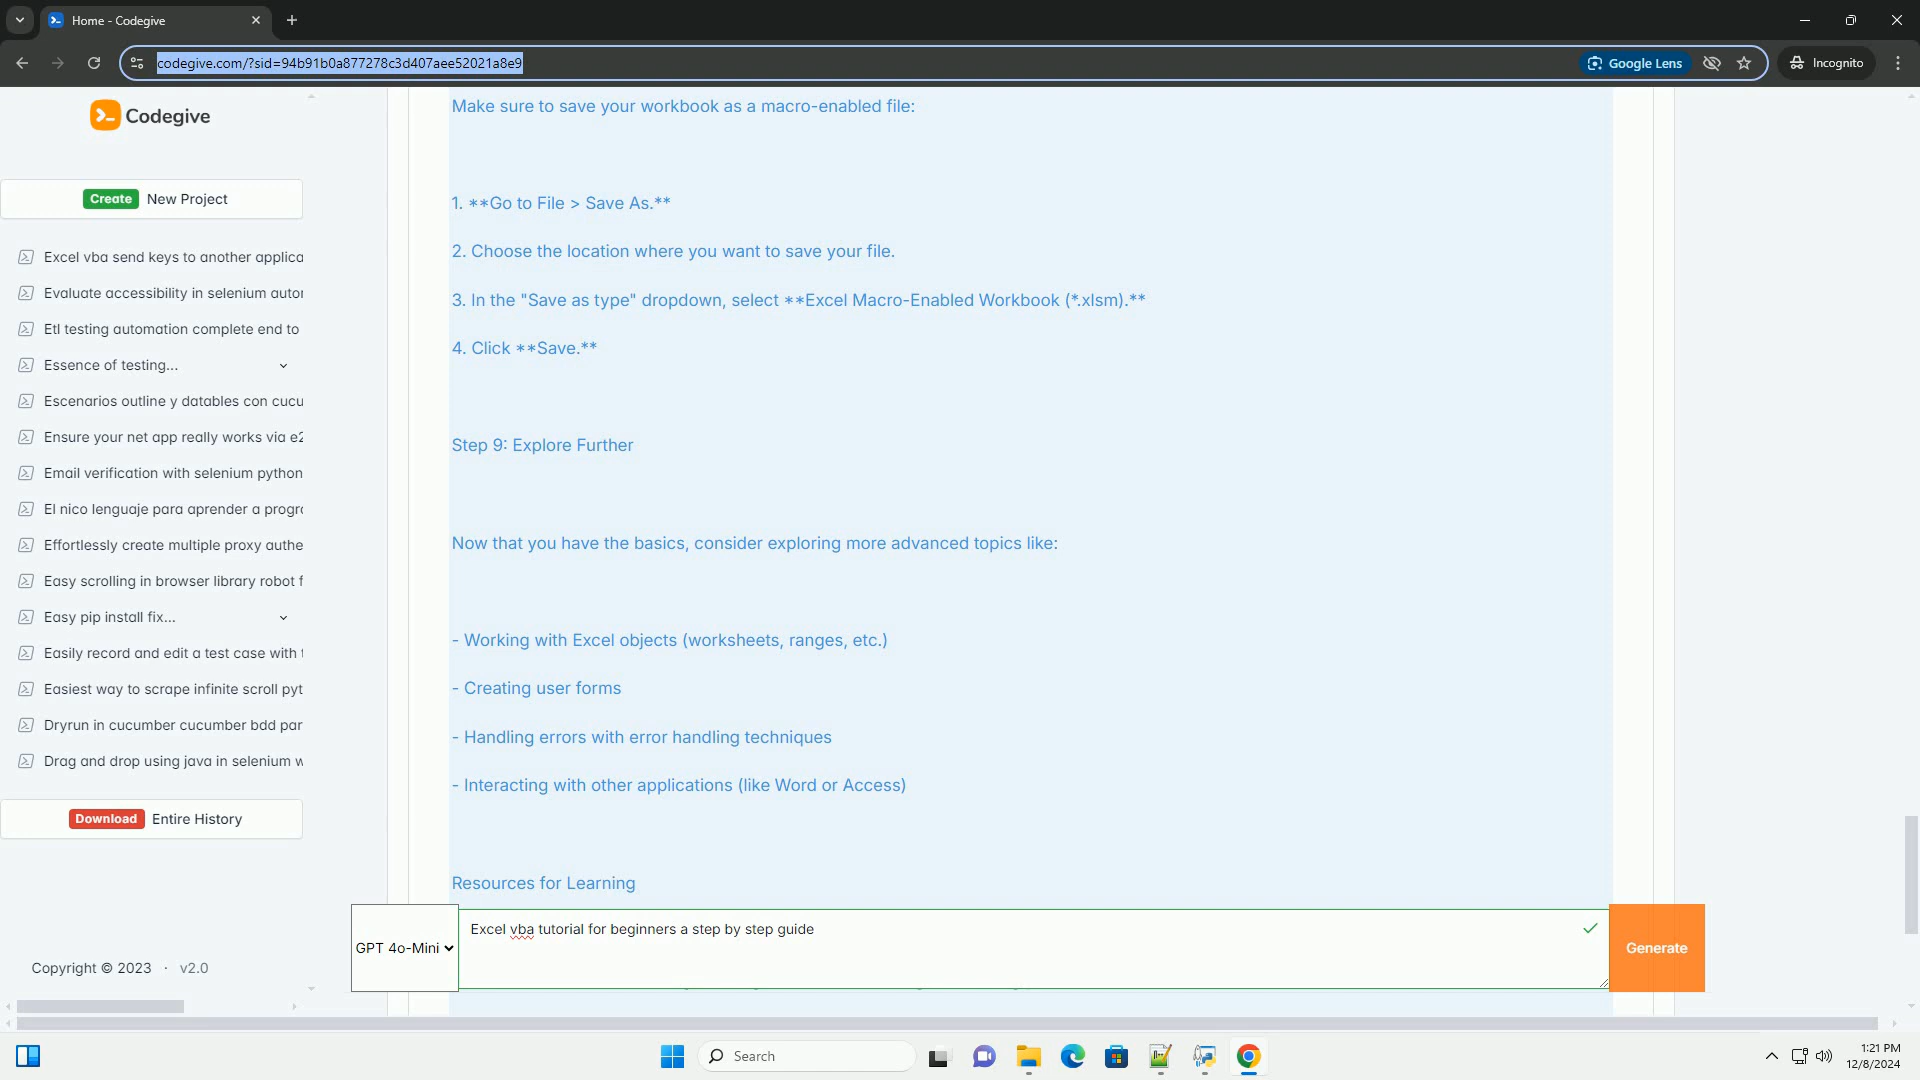 Home - Codegive
codegive.com/?sid=94b91b0a877278c3d407aee52021a8e9
Google Lens
Incognito
Codegive
Create New Project
Excel vba send keys to another applica
Evaluate accessibility in selenium autor
Etl testing automation complete end to
Essence of testing...
Escenarios outline y datables con cucu
Ensure your net app really works via e2
Email verification with selenium python
El nico lenguaje para aprender a progra
Effortlessly create multiple proxy authe
Easy scrolling in browser library robot f
Easy pip install fix...
Easily record and edit a test case with t
Easiest way to scrape infinite scroll pyt
Dryrun in cucumber cucumber bdd par
Drag and drop using java in selenium w
Download Entire History
Copyright © 2023 · v2.0
Make sure to save your workbook as a macro-enabled file:
1. **Go to File > Save As.**
2. Choose the location where you want to save your file.
3. In the "Save as type" dropdown, select **Excel Macro-Enabled Workbook (*.xlsm).**
4. Click **Save.**
Step 9: Explore Further
Now that you have the basics, consider exploring more advanced topics like:
- Working with Excel objects (worksheets, ranges, etc.)
- Creating user forms
- Handling errors with error handling techniques
- Interacting with other applications (like Word or Access)
Resources for Learning
GPT 4o-Mini
Excel vba tutorial for beginners a step by step guide
Generate
Search
1:21 PM
12/8/2024